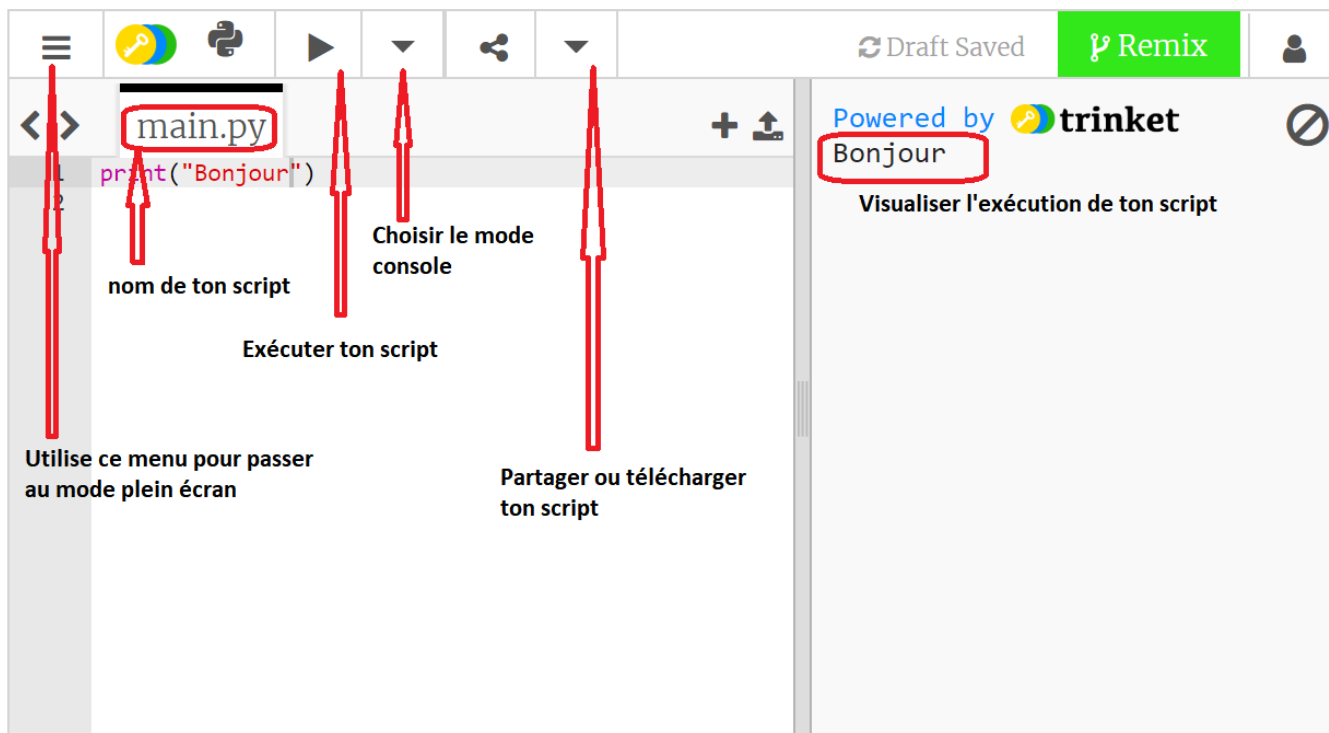 Draft Saved
Remix
main.py
1 print("Bonjour")
2
Powered by trinket
Bonjour
Visualiser l'exécution de ton script
Choisir le mode
console
nom de ton script
Exécuter ton script
Utilise ce menu pour passer
au mode plein écran
Partager ou télécharger
ton script